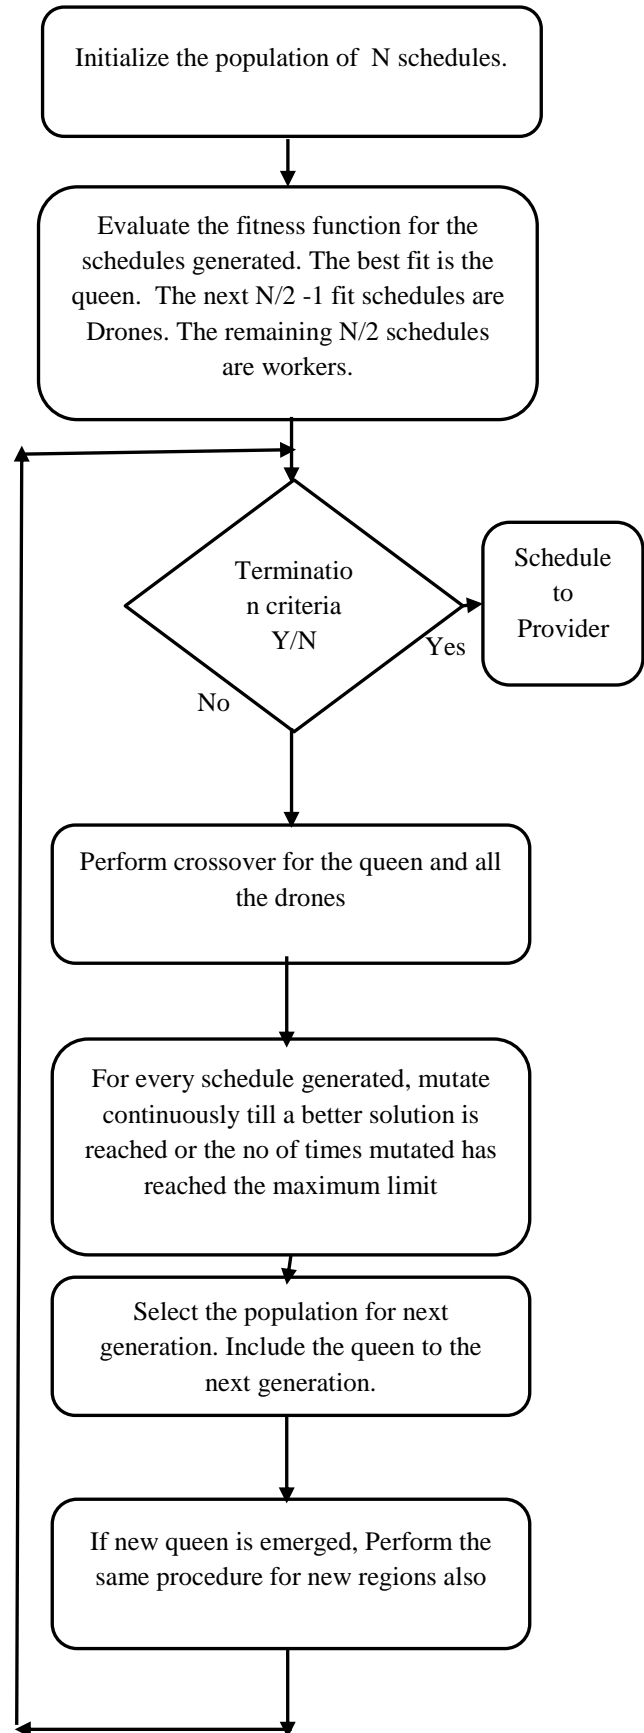 Initialize the population of  N schedules.
Evaluate the fitness function for the
schedules generated. The best fit is the
queen.  The next N/2 -1 fit schedules are
Drones. The remaining N/2 schedules
are workers.
Terminatio
n criteria
Y/N
Yes
No
Schedule
to
Provider
Perform crossover for the queen and all
the drones
For every schedule generated, mutate
continuously till a better solution is
reached or the no of times mutated has
reached the maximum limit
Select the population for next
generation. Include the queen to the
next generation.
If new queen is emerged, Perform the
same procedure for new regions also